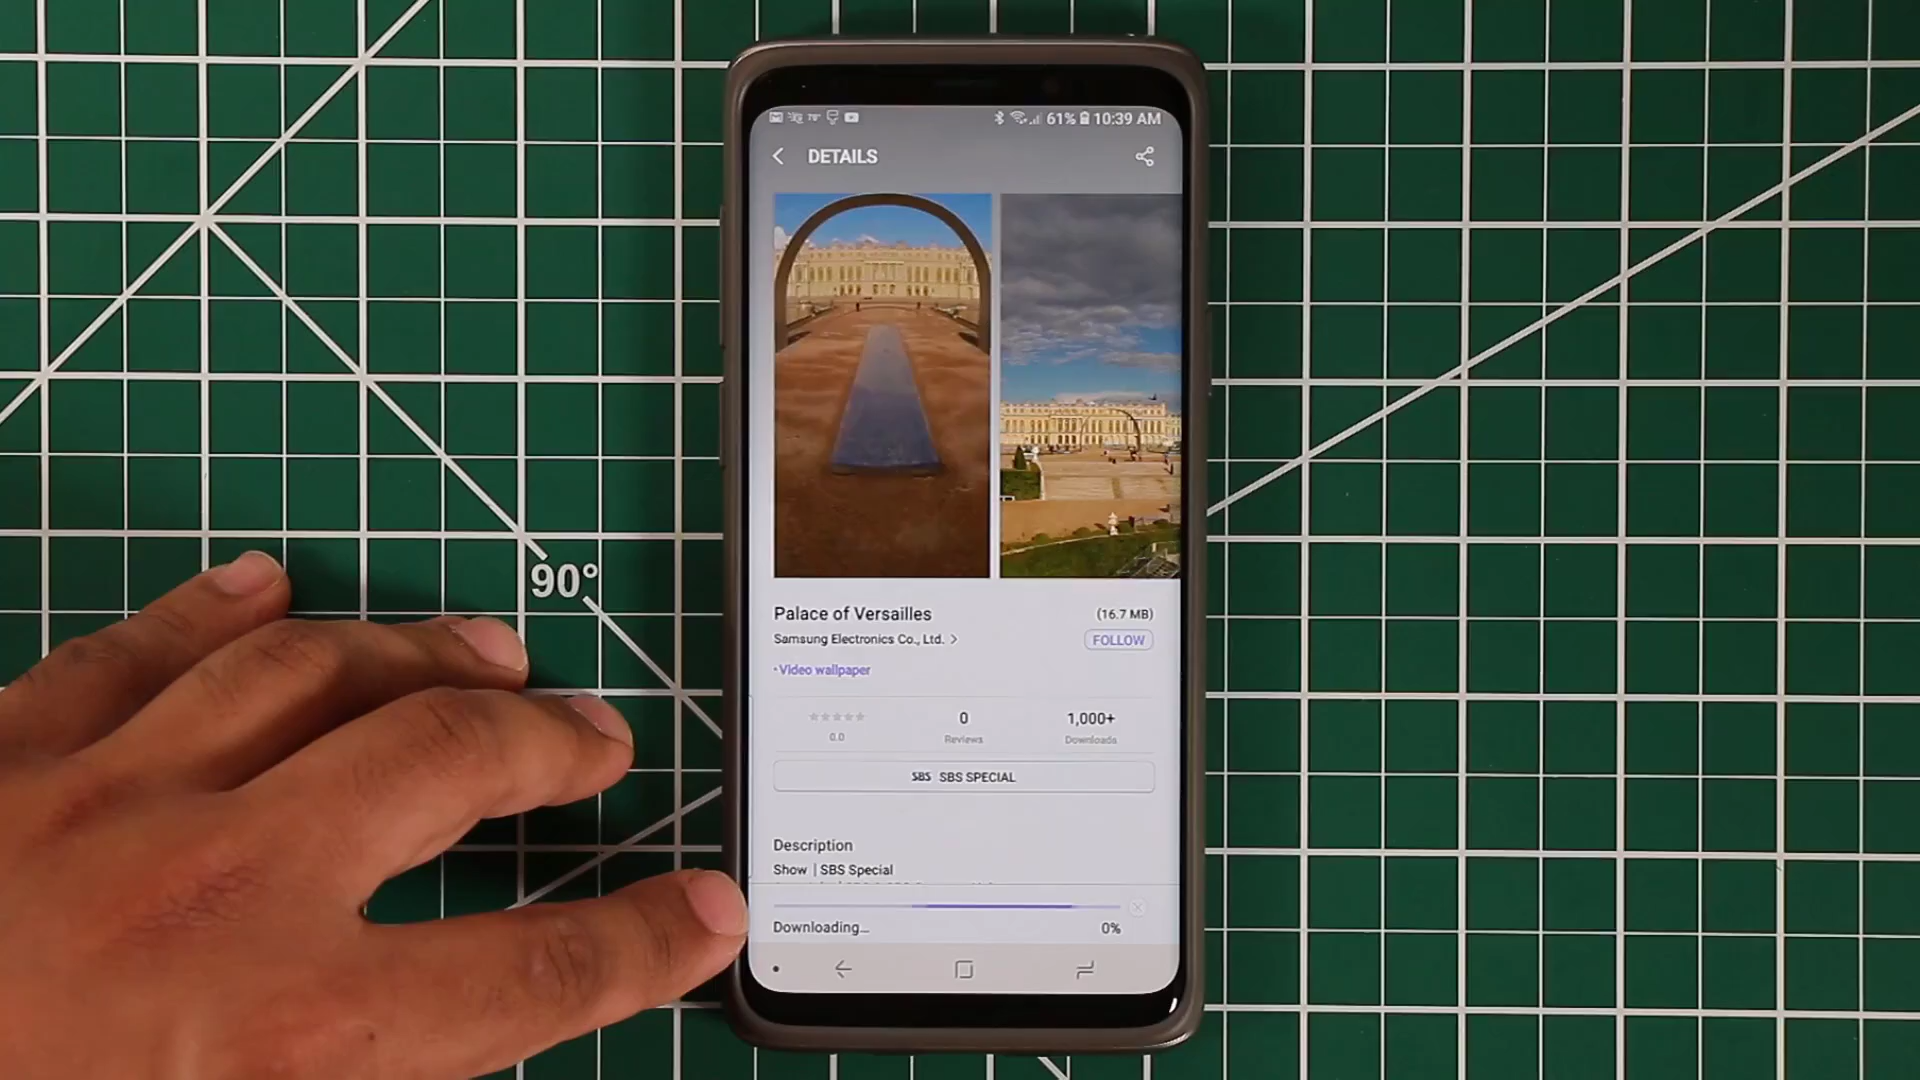 61% 10:39 AM
DETAILS
90°
Palace of Versailles (16.7 MB)
Samsung Electronics Co., Ltd. >
FOLLOW
•Video wallpaper
0 1,000+
0.0 Reviews Downloads
SBS SBS SPECIAL
Description
Show | SBS Special
Downloading... 0%